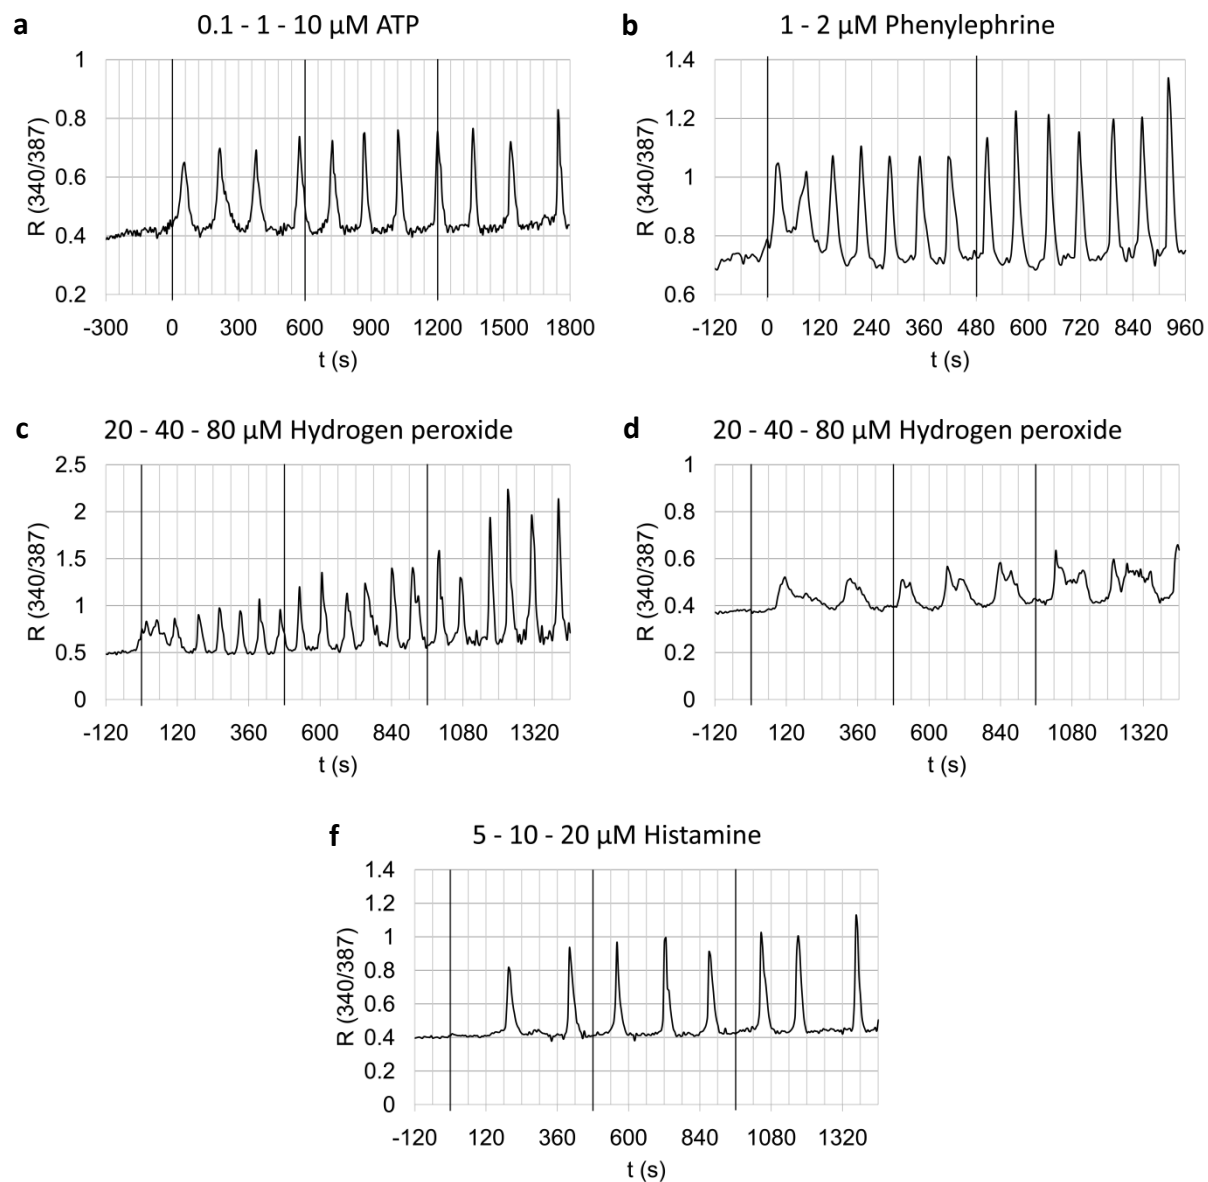 a
0.1 - 1 - 10 µM ATP
1
0.8
0.6
0.4
0.2
R (340/387)
-300 0 300 600 900 1200 1500 1800
t (s)
b
1 - 2 µM Phenylephrine
1.4
1.2
1
0.8
0.6
R (340/387)
-120 0 120 240 360 480 600 720 840 960
t (s)
c
20 - 40 - 80 µM Hydrogen peroxide
2.5
2
1.5
1
0.5
0
R (340/387)
-120 120 360 600 840 1080 1320
t (s)
d
20 - 40 - 80 µM Hydrogen peroxide
1
0.8
0.6
0.4
0.2
0
R (340/387)
-120 120 360 600 840 1080 1320
t (s)
f
5 - 10 - 20 µM Histamine
1.4
1.2
1
0.8
0.6
0.4
0.2
0
R (340/387)
-120 120 360 600 840 1080 1320
t (s)